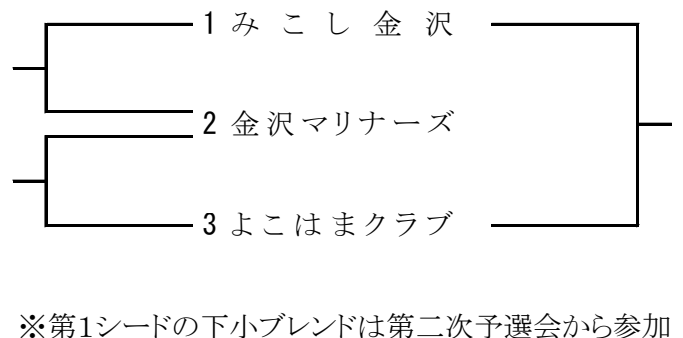 1 みこし金沢
2 金沢マリナーズ
3 よこはまクラブ
※第1シードの下小ブレンドは第二次予選会から参加